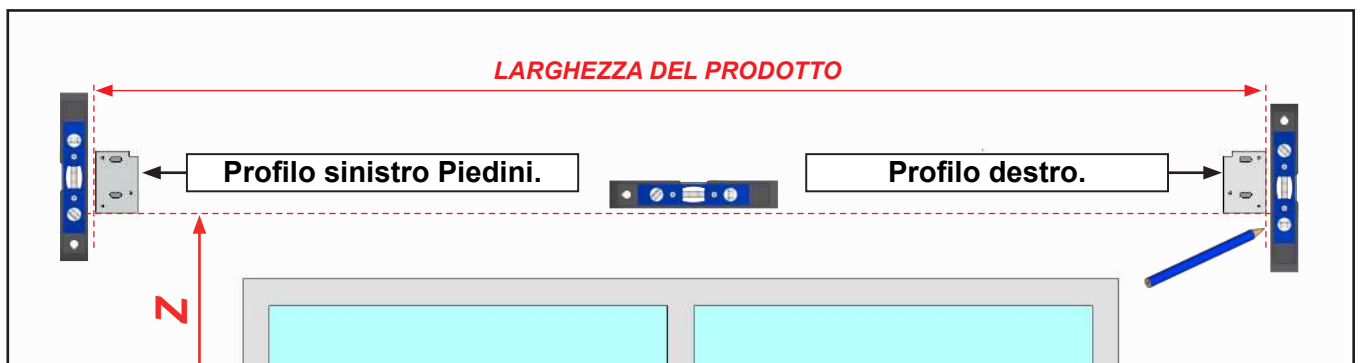 LARGHEZZA DEL PRODOTTO
Profilo sinistro Piedini.
Profilo destro.
Z